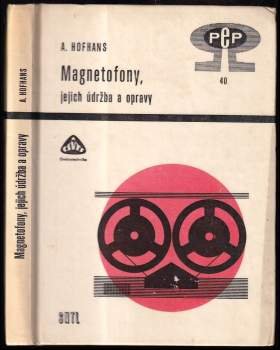 A. HOFHANS
Magnetofony, jejich údržba a opravy
A. HOFHANS
Magnetofony,
jejich údržba a opravy
PEP
40
SNTL